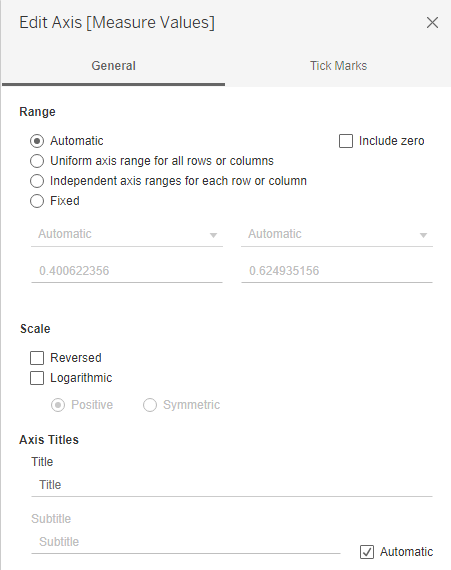 Edit Axis [Measure Values]
General Tick Marks
Range
Automatic Include zero
Uniform axis range for all rows or columns
Independent axis ranges for each row or column
Fixed
Automatic Automatic
0.400622356 0.624935156
Scale
Reversed
Logarithmic
Positive Symmetric
Axis Titles
Title
Title
Subtitle
Subtitle Automatic